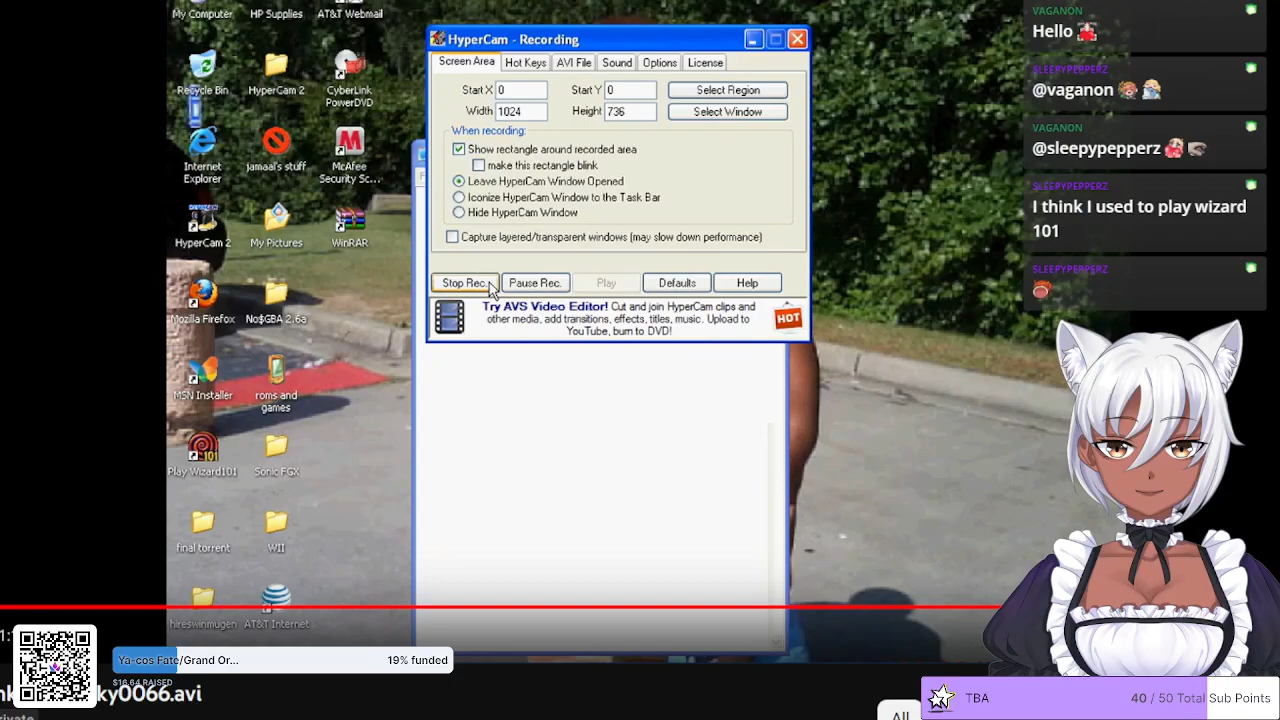 My Computer
HP Supplies
AT&T Webmail
Recycle Bin
HyperCam 2
CyberLink
PowerDVD
Internet
Explorer
jamaal's stuff
McAfee
Security Sc...
HyperCam 2
My Pictures
WinRAR
Mozilla Firefox
No$GBA 2.6a
MSN Installer
roms and
games
Play Wizard101
Sonic FGX
final torrent
WII
hireswinmugen
AT&T Internet
HyperCam - Recording
Screen Area
Hot Keys
AVI File
Sound
Options
License
Start X 0
Start Y 0
Select Region
Width 1024
Height 736
Select Window
When recording:
Show rectangle around recorded area
make this rectangle blink
Leave HyperCam Window Opened
Iconize HyperCam Window to the Task Bar
Hide HyperCam Window
Capture layered/transparent windows (may slow down performance)
Stop Rec.
Pause Rec.
Play
Defaults
Help
Try AVS Video Editor! Cut and join HyperCam clips and
other media, add transitions, effects, titles, music. Upload to
YouTube, burn to DVD!
HOT
VAGANON
Hello
SLEEPYPEPPERZ
@vaganon
VAGANON
@sleepypepperz
SLEEPYPEPPERZ
I think I used to play wizard
101
SLEEPYPEPPERZ
Ya-cos Fate/Grand Or...
19% funded
$16.64 RAISED
ky0066.avi
All
TBA
40 / 50 Total Sub Points